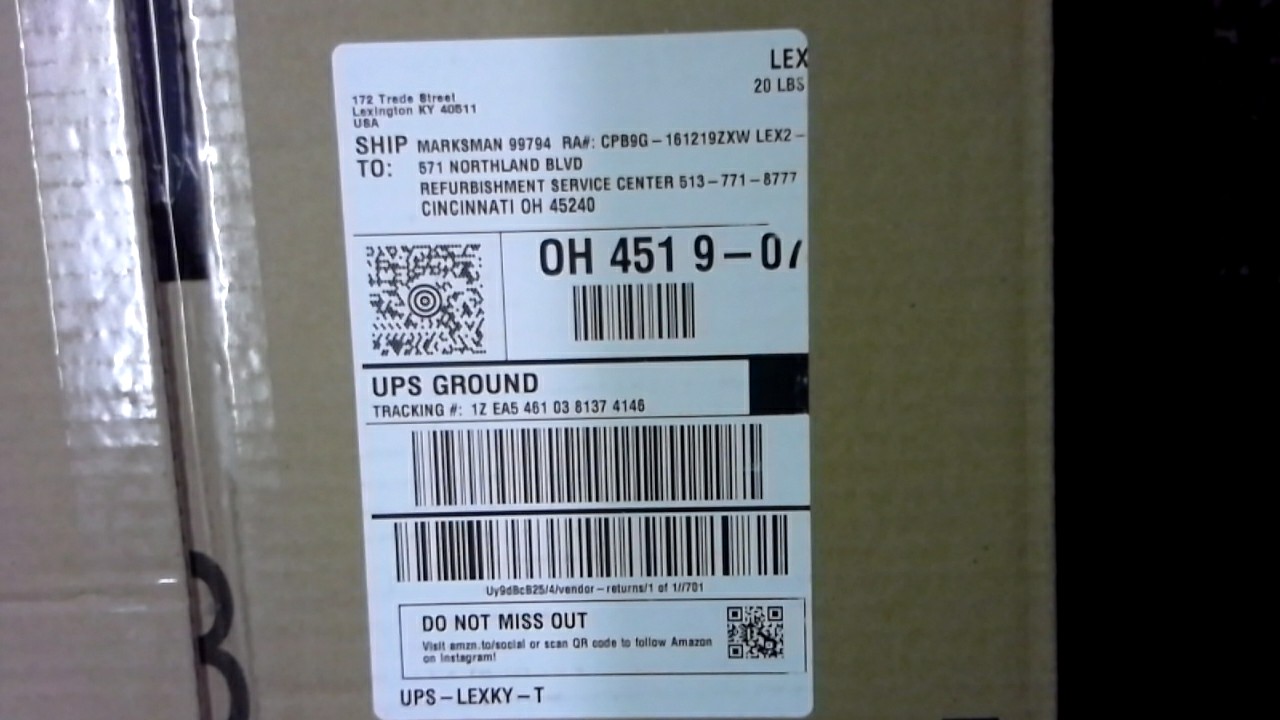 LEX
20 LBS
172 Trade Street
Lexington KY 40511
USA
SHIP TO: MARKSMAN 99794 RA#: CPB9G-161219ZXW LEX2-
571 NORTHLAND BLVD
REFURBISHMENT SERVICE CENTER 513-771-8777
CINCINNATI OH 45240
OH 451 9-0
UPS GROUND
TRACKING #: 1Z EA5 461 03 8137 4146
Uy9dBcB25/4/vendor-returns/1 of 1//701
DO NOT MISS OUT
Visit amzn.to/social or scan QR code to follow Amazon
on Instagram!
UPS-LEXKY-T